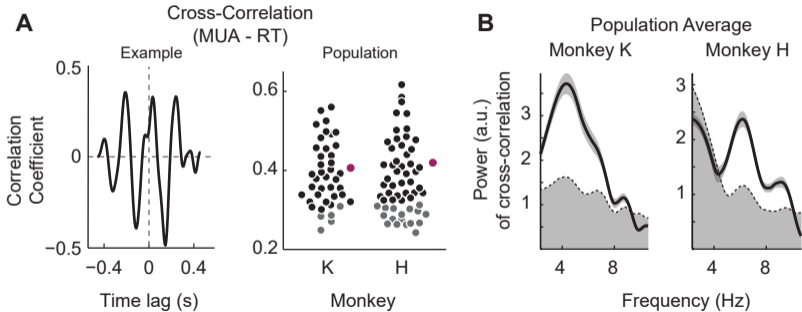 A
Cross-Correlation
(MUA - RT)
Example
Population
Correlation
Coefficient
0.5
0
−0.5
−0.4 0 0.4
Time lag (s)
0.6
0.4
0.2
K H
Monkey
B
Population Average
Monkey K
Monkey H
Power (a.u.)
of cross-correlation
3
2
1
4 8
3
2
1
4 8
Frequency (Hz)